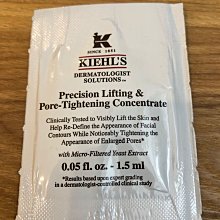 K
SINCE 1851
KIEHL'S
DERMATOLOGIST
SOLUTIONS™
Precision Lifting &
Pore-Tightening Concentrate
Clinically Tested to Visibly Lift the Skin and
Help Re-Define the Appearance of Facial
Contours While Noticeably Tightening the
Appearance of Enlarged Pores*
with Micro-Filtered Yeast Extract
0.05 fl. oz. - 1.5 ml
*Results based upon expert grading
in a dermatologist-controlled clinical study